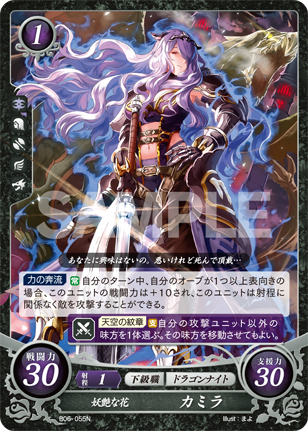 1
SAMPLE
あなたに興味はないの。悪いけれど死んで頂戴…
力の奔流 常 自分のターン中、自分のオーブが1つ以上表向きの
場合、このユニットの戦闘力は+10され、このユニットは射程に
関係なく敵を攻撃することができる。
天空の紋章 支 自分の攻撃ユニット以外の
味方を1体選ぶ。その味方を移動させてもよい。
戦闘力
30
射程
1
下級職
ドラゴンナイト
支援力
30
妖艶な花
カミラ
B06-055N
Illust:まよ